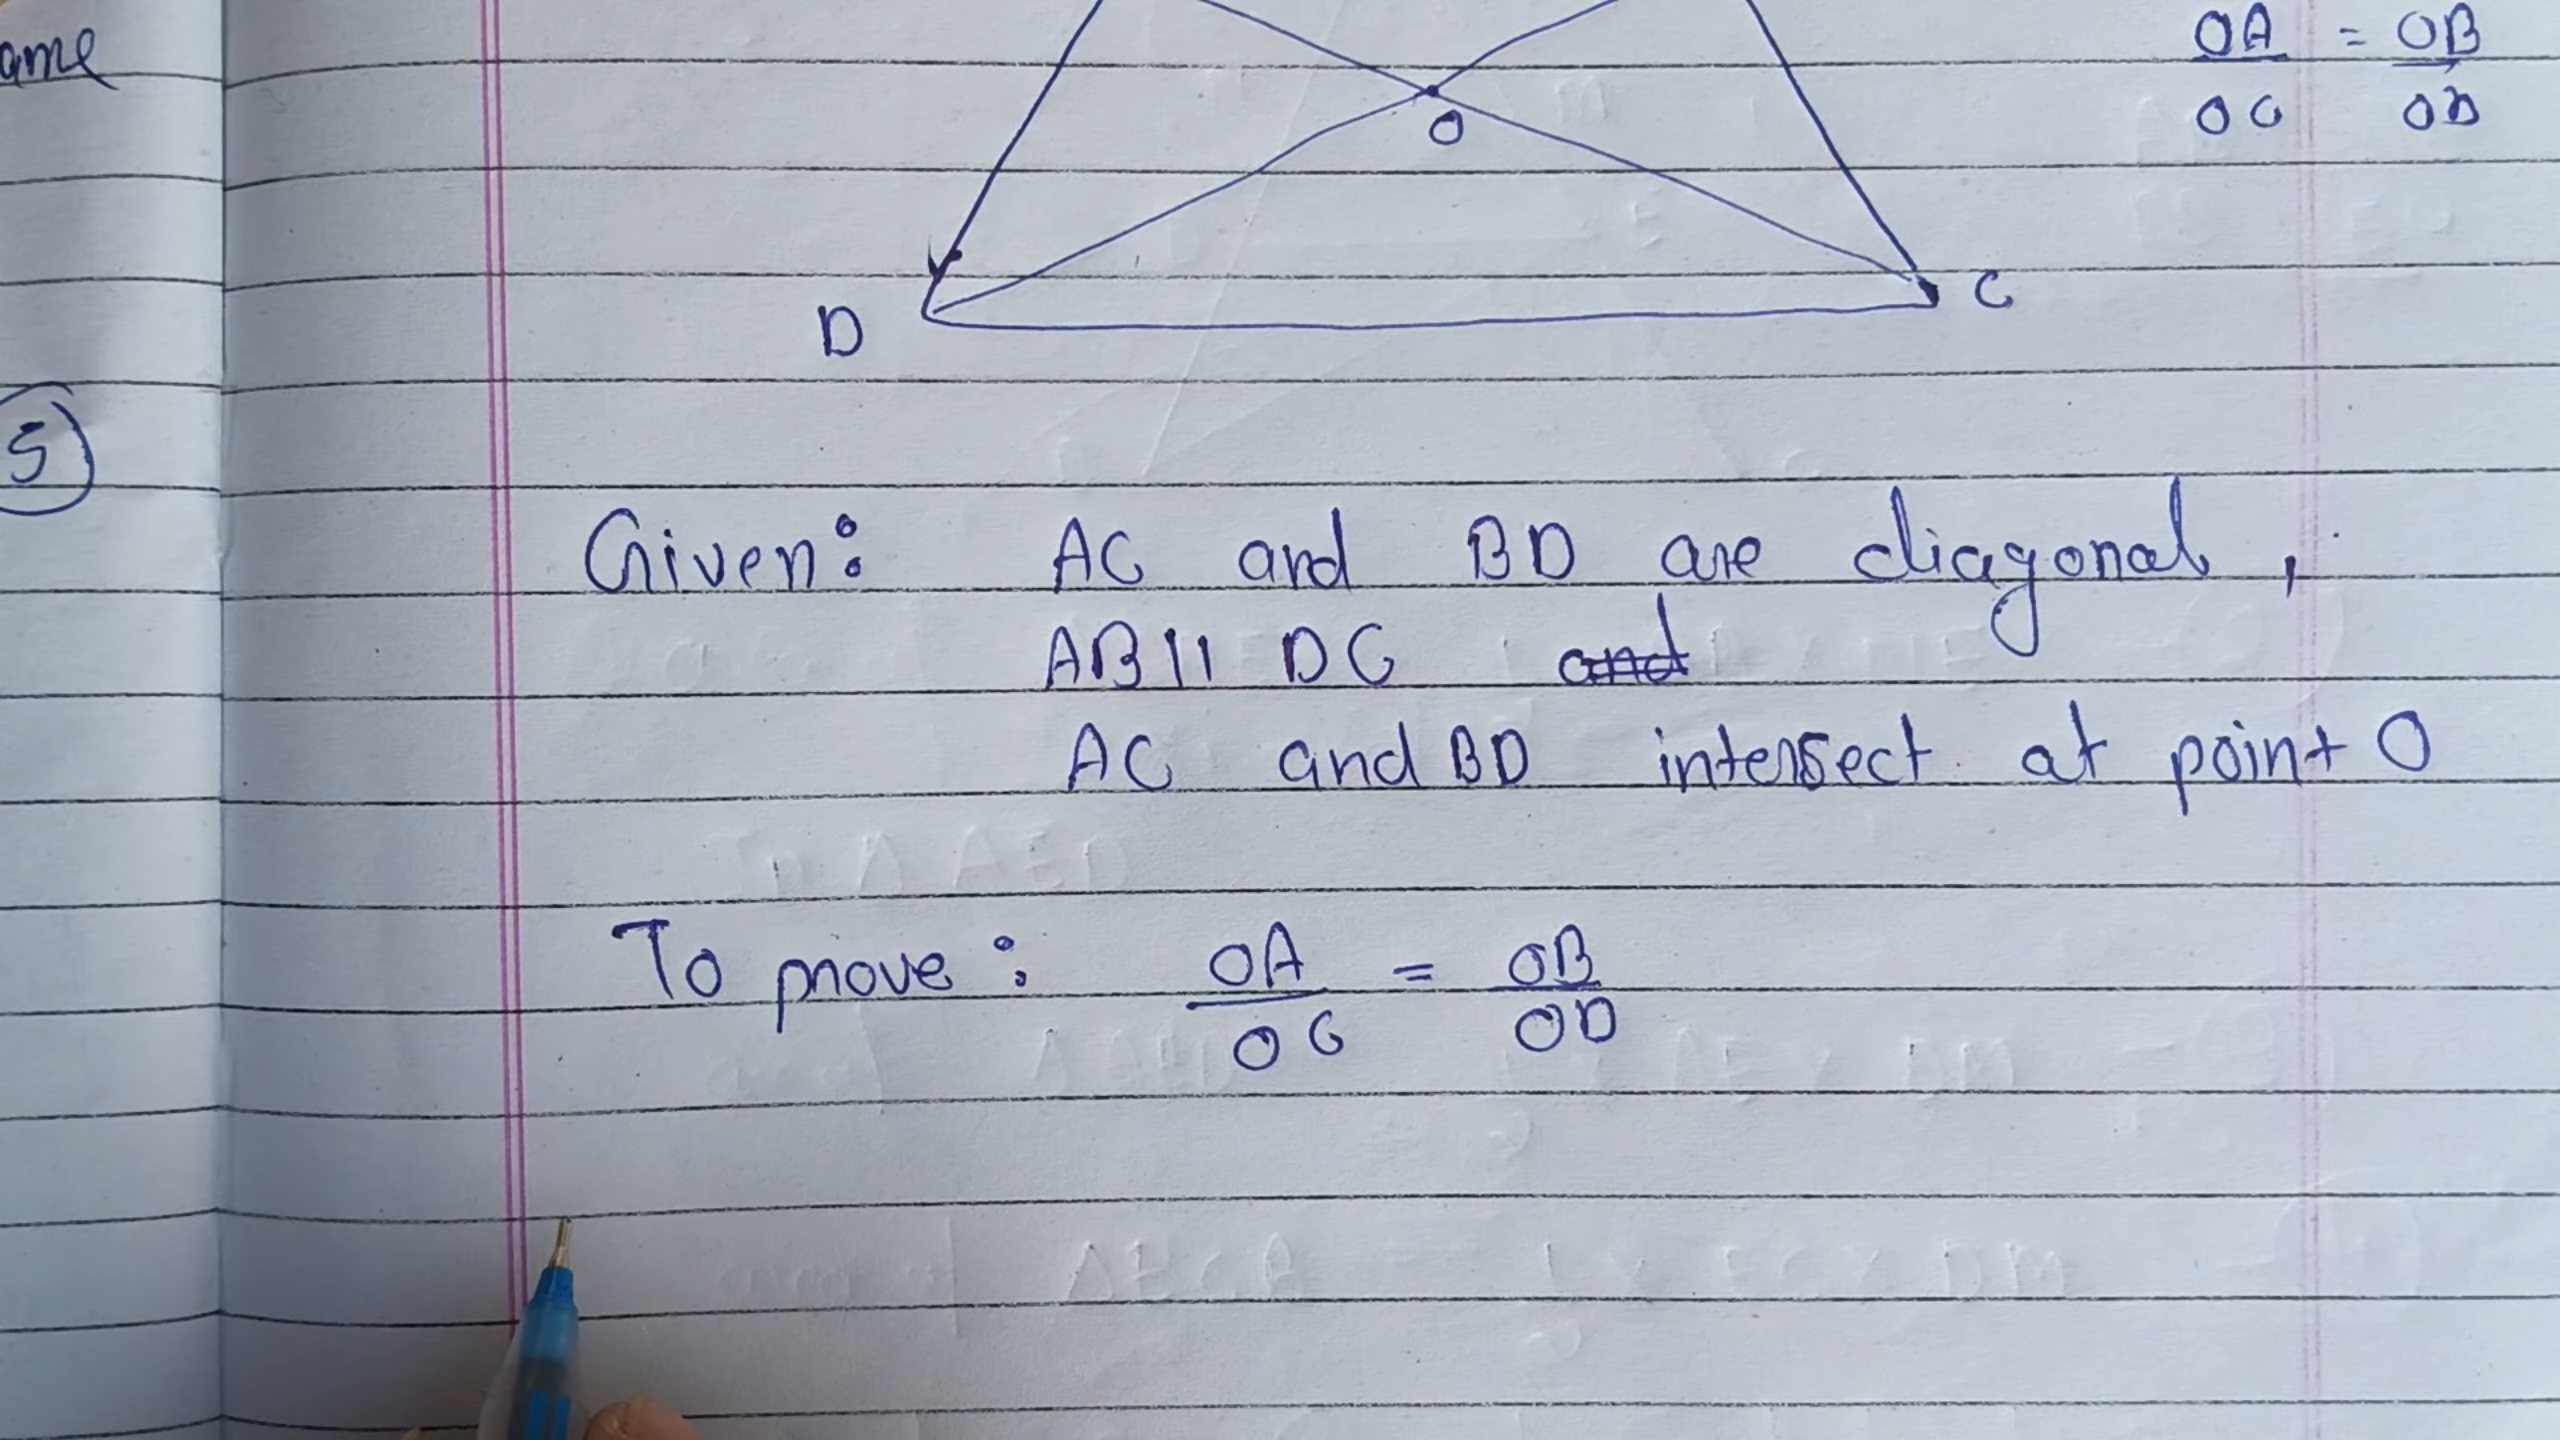 ame
OA = OB
OC OD
O
D C
5
Given: AC and BD are diagonal,
AB || DC and
AC and BD intersect at point O
To prove: OA = OB
OC OD